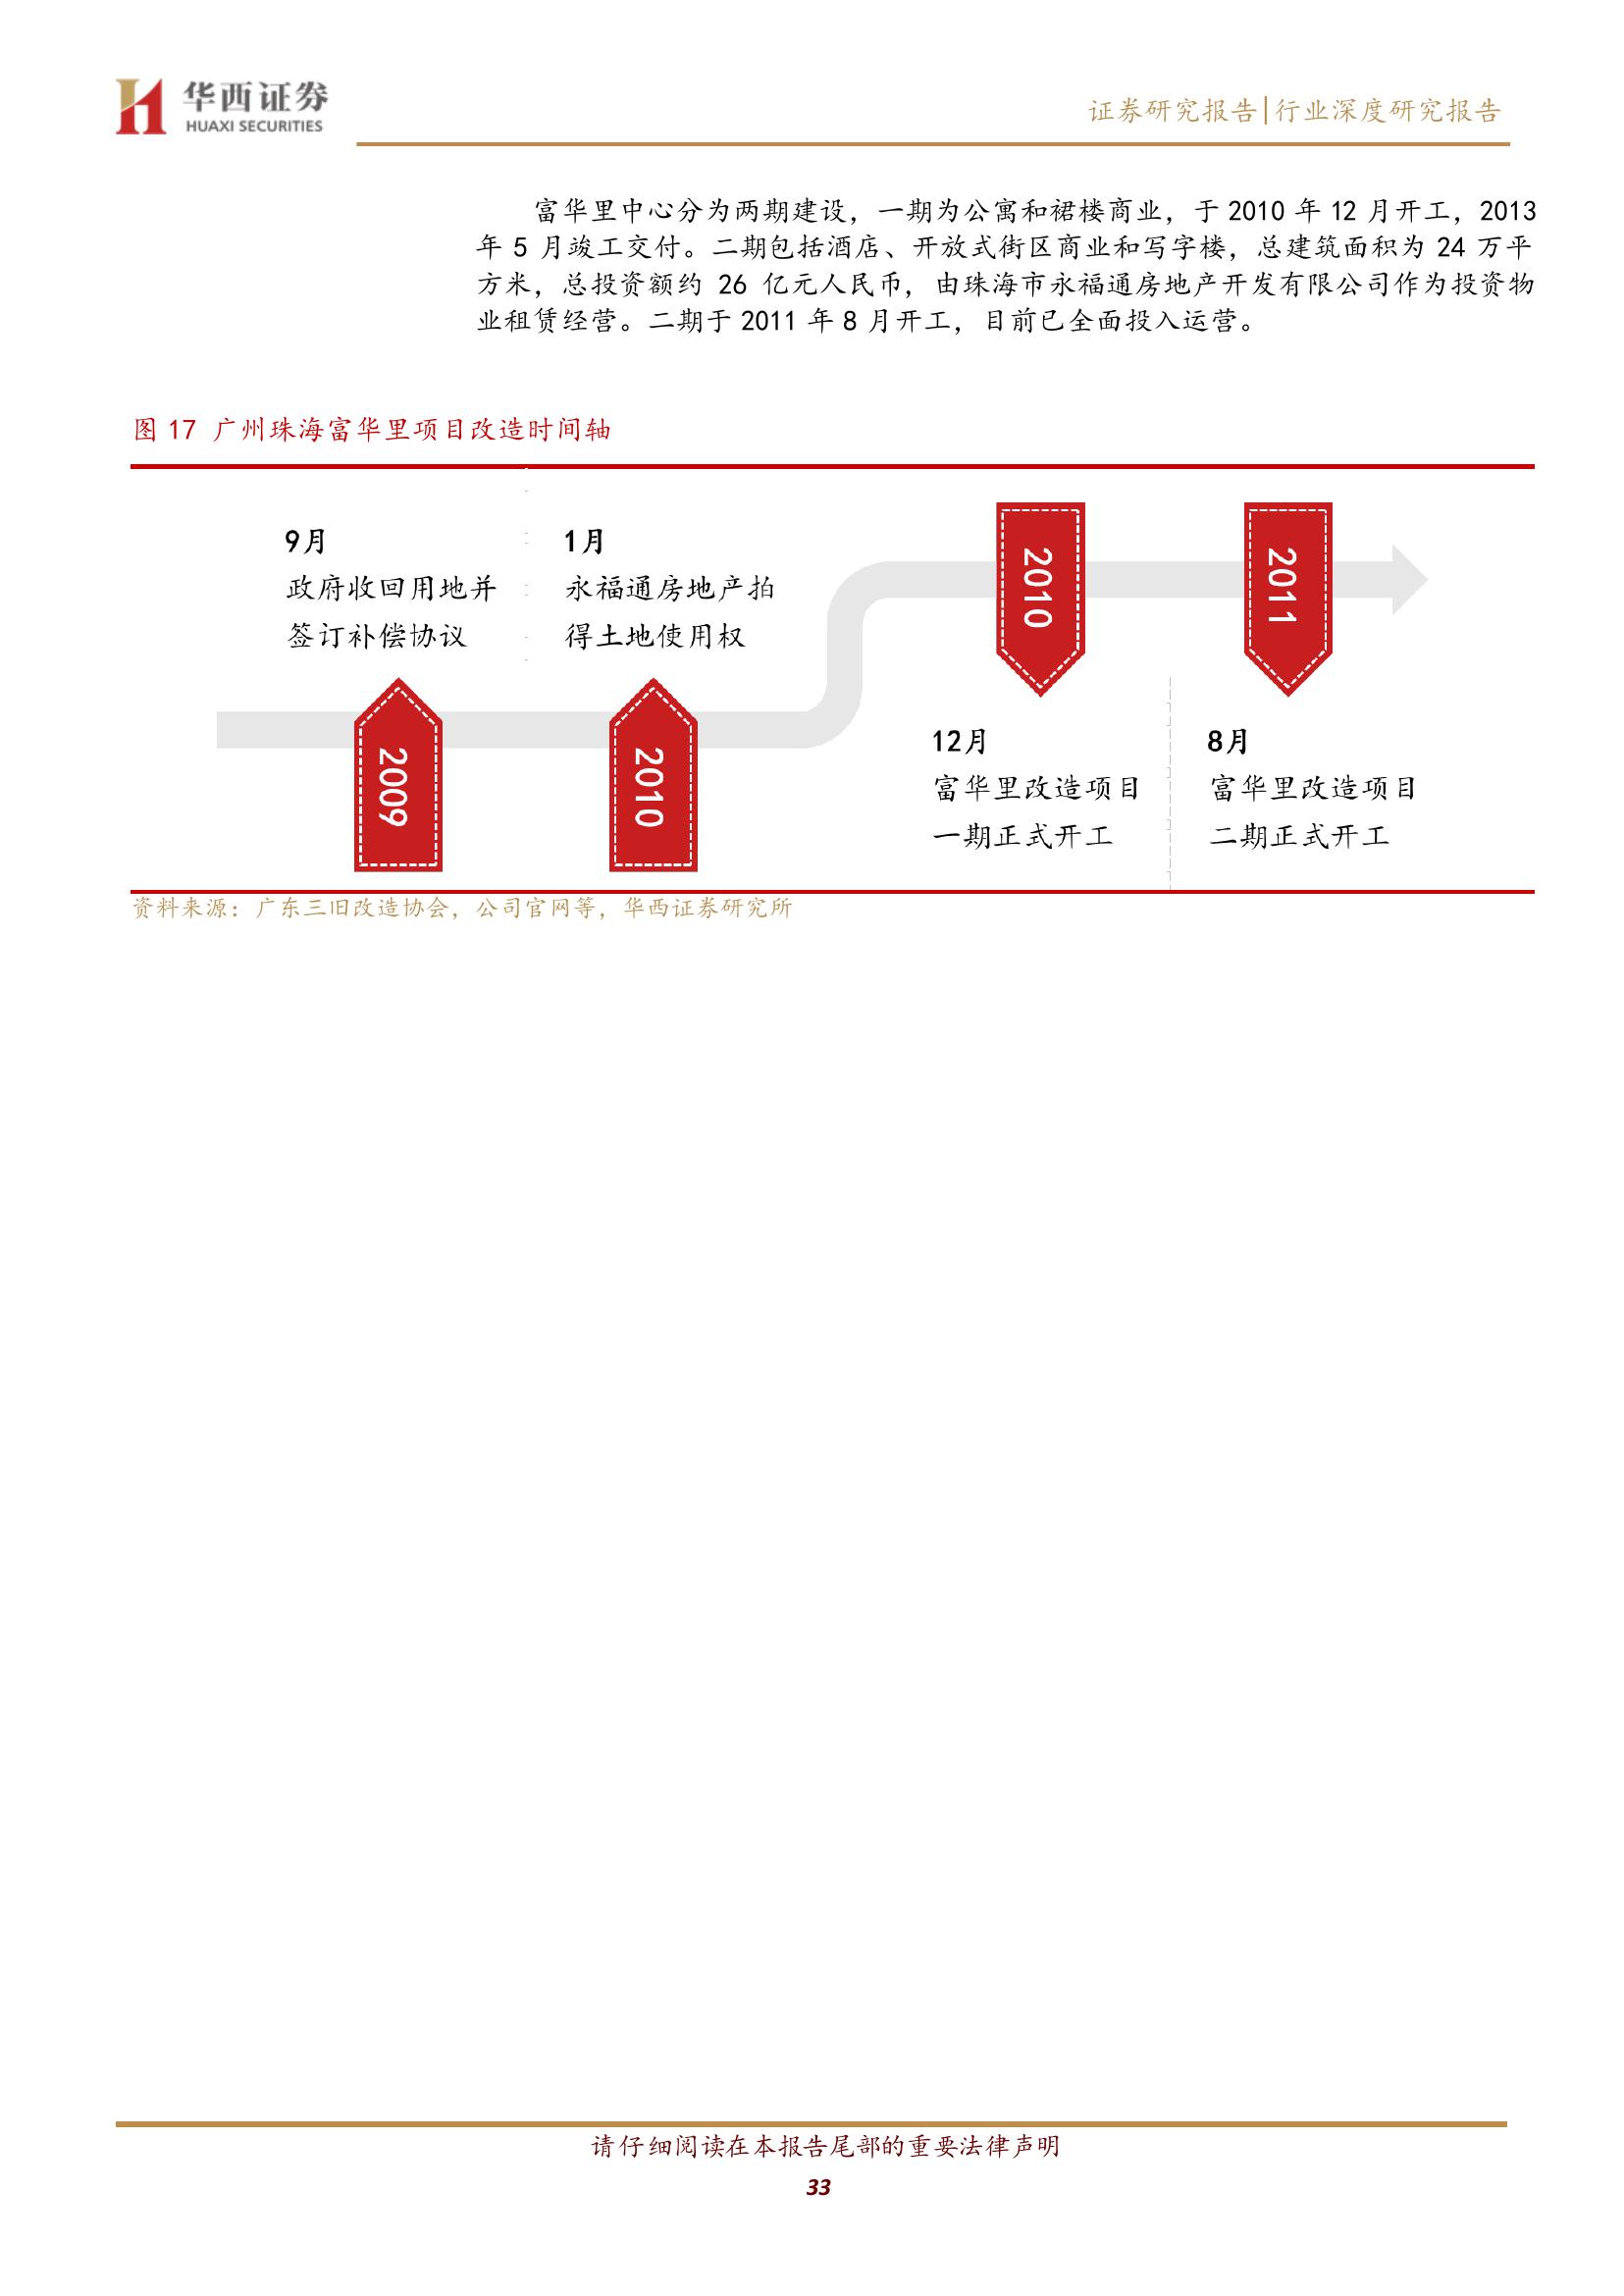 华西证券
HUAXI SECURITIES
证券研究报告|行业深度研究报告
富华里中心分为两期建设，一期为公寓和裙楼商业，于 2010 年 12 月开工，2013
年 5 月竣工交付。二期包括酒店、开放式街区商业和写字楼，总建筑面积为 24 万平
方米，总投资额约 26 亿元人民币，由珠海市永福通房地产开发有限公司作为投资物
业租赁经营。二期于 2011 年 8 月开工，目前已全面投入运营。
图 17 广州珠海富华里项目改造时间轴
9月
政府收回用地并
签订补偿协议
2009
1月
永福通房地产拍
得土地使用权
2010
2010
12月
富华里改造项目
一期正式开工
2011
8月
富华里改造项目
二期正式开工
资料来源：广东三旧改造协会，公司官网等，华西证券研究所
请仔细阅读在本报告尾部的重要法律声明
33